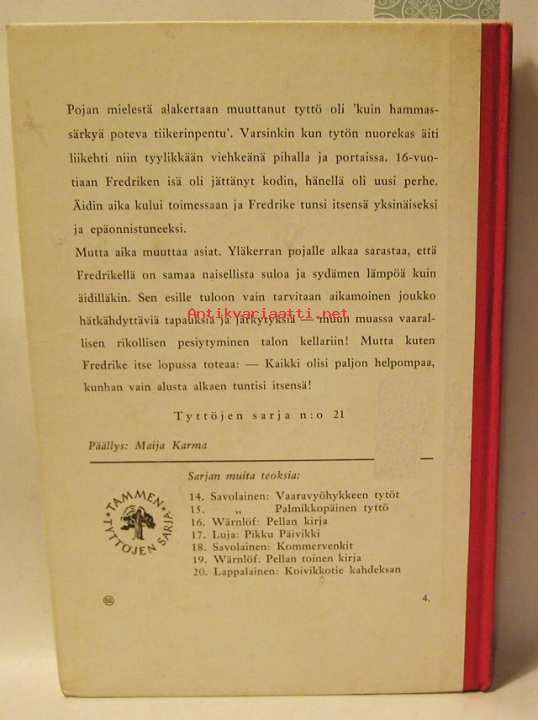 Pojan mielestä alakertaan muuttanut tyttö oli 'kuin hammas-
särkyä poteva tiikerinpentu'. Varsinkin kun tytön nuorekas äiti
liikehti niin tyylikkään viehkeänä pihalla ja portaissa. 16-vuo-
tiaan Fredriken isä oli jättänyt kodin, hänellä oli uusi perhe.
Äidin aika kului toimessaan ja Fredrike tunsi itsensä yksinäiseksi
ja epäonnistuneeksi.
Mutta aika muuttaa asiat. Yläkerran pojalle alkaa sarastaa, että
Fredrikellä on samaa naisellista suloa ja sydämen lämpöä kuin
äidilläkin. Sen esille tuloon vain tarvitaan aikamoinen joukko
Antikvariaatti.net
hätkähdyttäviä tapauksia ja järkytyksiä — muun muassa vaaral-
lisen rikollisen pesiytyminen talon kellariin! Mutta kuten
Fredrike itse lopussa toteaa: — Kaikki olisi paljon helpompaa,
kunhan vain alusta alkaen tuntisi itsensä!
Tyttöjen sarja n:o 21
Päällys: Maija Karma
Sarjan muita teoksia:
14. Savolainen: Vaaravyöhykkeen tytöt
15. „ Palmikkopäinen tyttö
16. Wärnlöf: Pellan kirja
17. Luja: Pikku Päivikki
18. Savolainen: Kommervenkit
19. Wärnlöf: Pellan toinen kirja
20. Lappalainen: Koivikkotie kahdeksan
TAMMEN TYTTÖJEN SARJA
4.